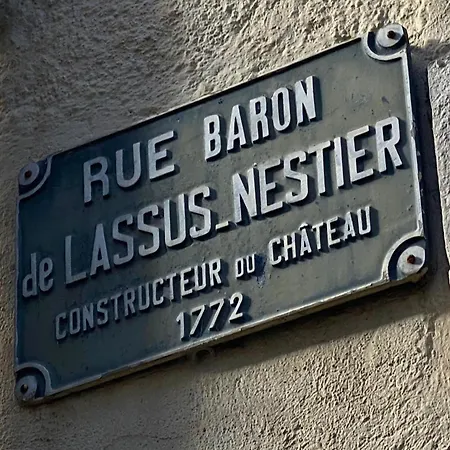 RUE BARON
de LASSUS_NESTIER
CONSTRUCTEUR DU CHÂTEAU
1772